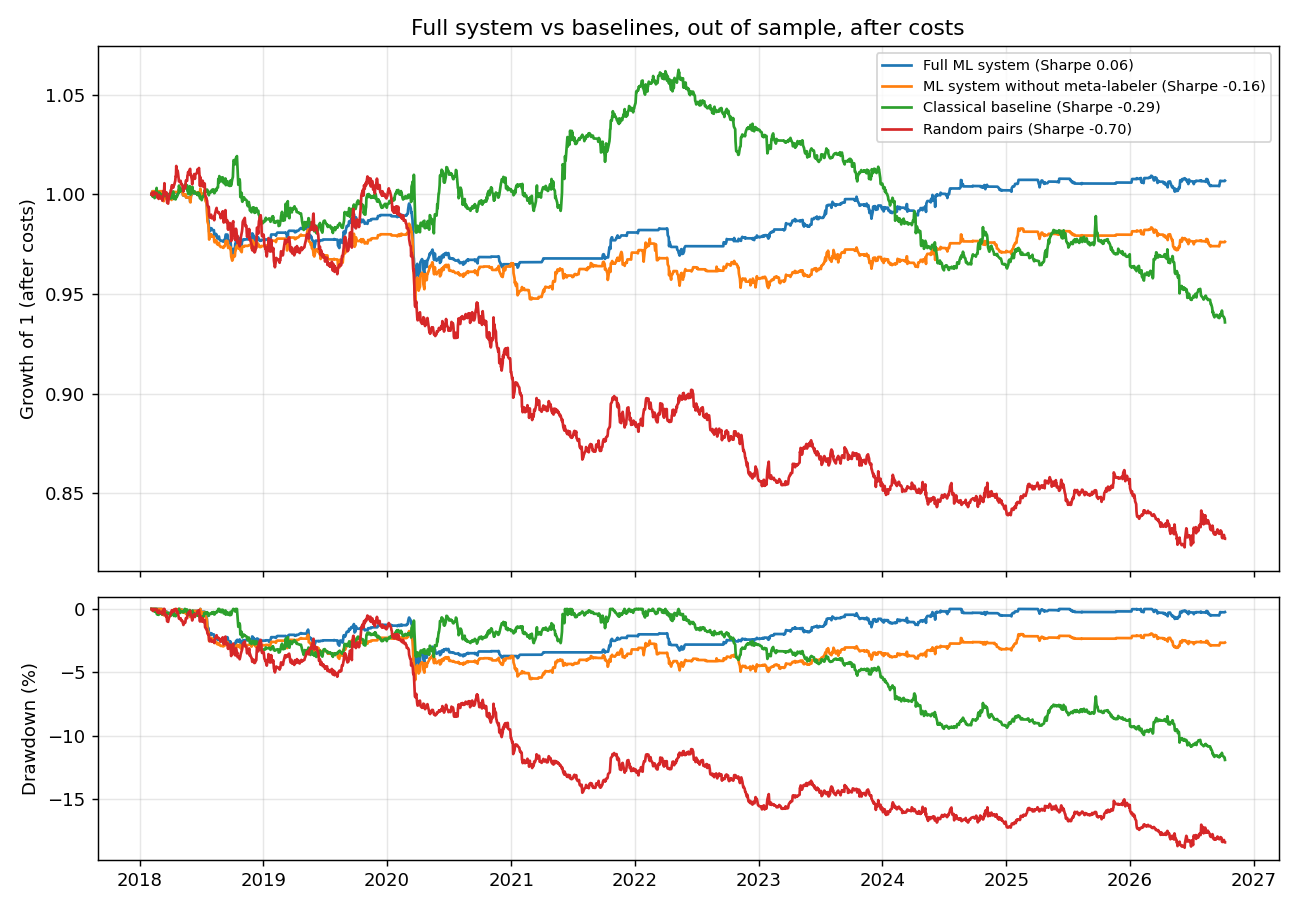 Full system vs baselines, out of sample, after costs
Full ML system (Sharpe 0.06)
ML system without meta-labeler (Sharpe -0.16)
Classical baseline (Sharpe -0.29)
Random pairs (Sharpe -0.70)
Growth of 1 (after costs)
1.05
1.00
0.95
0.90
0.85
Drawdown (%)
0
−5
−10
−15
2018 2019 2020 2021 2022 2023 2024 2025 2026 2027